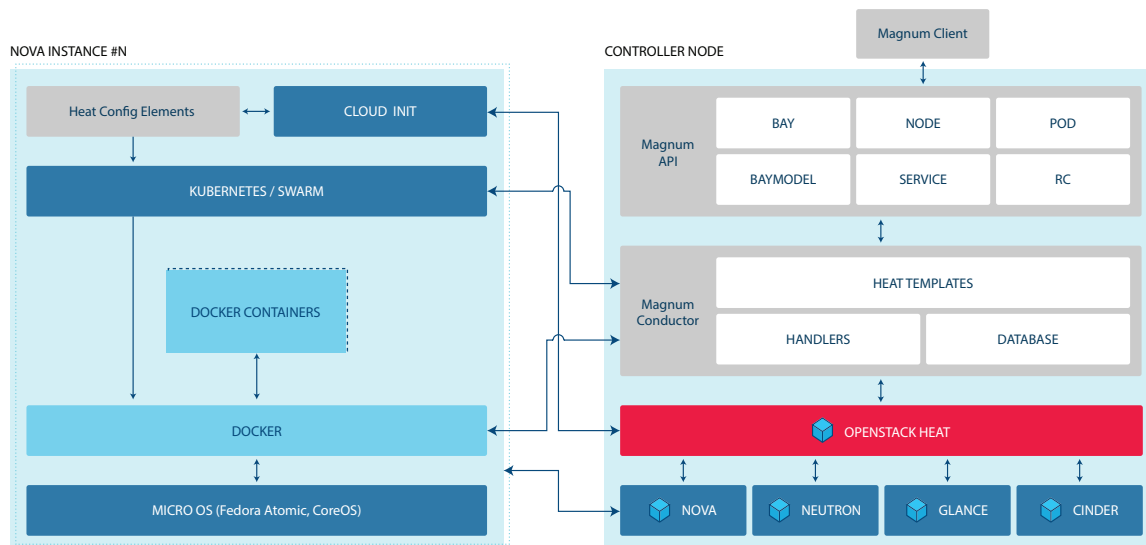 NOVA INSTANCE #N
Heat Config Elements
CLOUD INIT
KUBERNETES / SWARM
DOCKER CONTAINERS
DOCKER
MICRO OS (Fedora Atomic, CoreOS)
CONTROLLER NODE
Magnum Client
Magnum
API
BAY
NODE
POD
BAYMODEL
SERVICE
RC
Magnum
Conductor
HEAT TEMPLATES
HANDLERS
DATABASE
OPENSTACK HEAT
NOVA
NEUTRON
GLANCE
CINDER